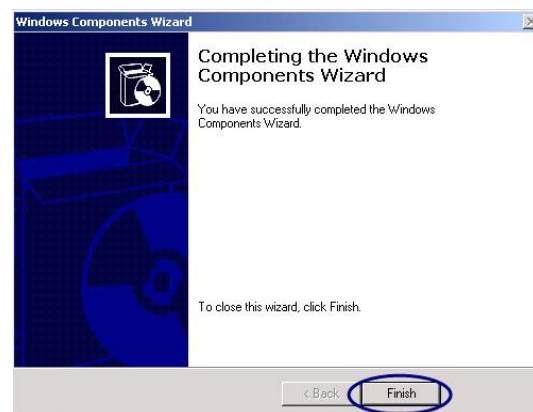 Windows Components Wizard
Completing the Windows
Components Wizard
You have successfully completed the Windows
Components Wizard.
To close this wizard, click Finish.
< Back
Finish